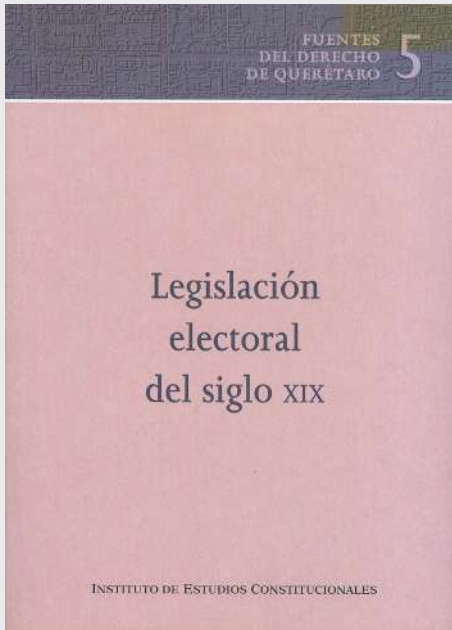 FUENTES
DEL DERECHO
DE QUERÉTARO 5
Legislación
electoral
del siglo XIX
INSTITUTO DE ESTUDIOS CONSTITUCIONALES